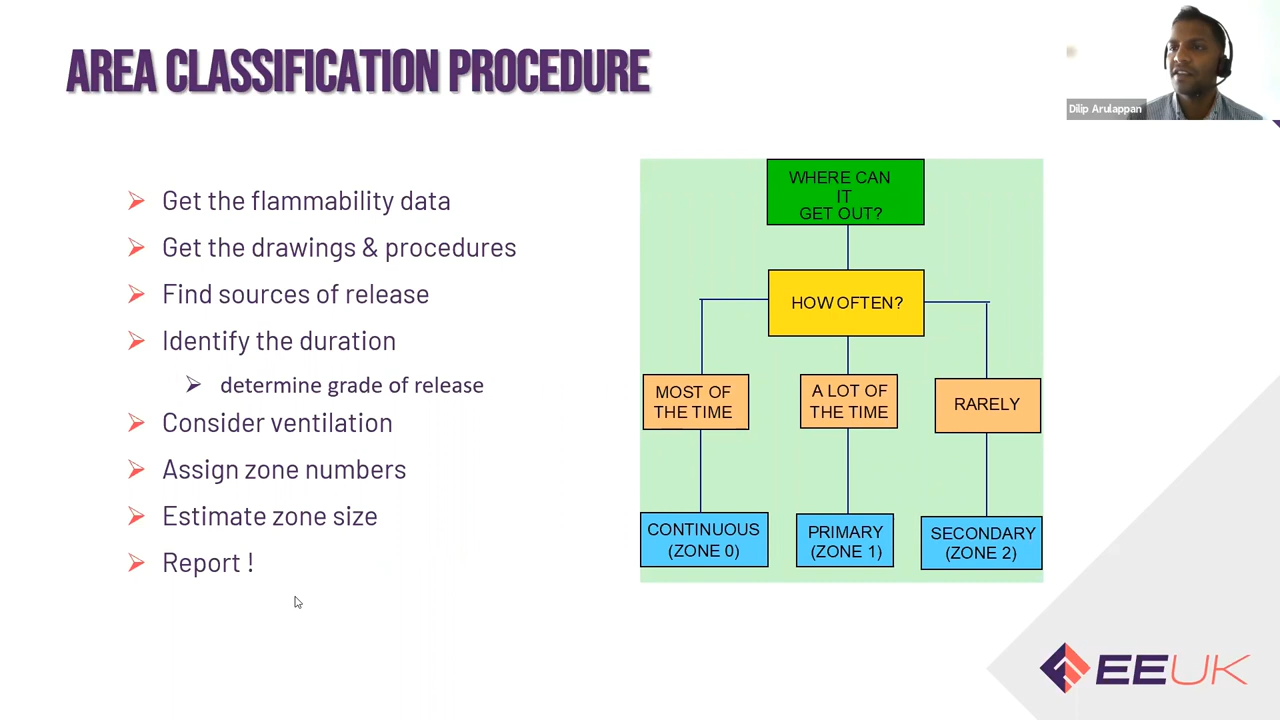 AREA CLASSIFICATION PROCEDURE
Dilip Arulappan
Get the flammability data
Get the drawings & procedures
Find sources of release
Identify the duration
determine grade of release
Consider ventilation
Assign zone numbers
Estimate zone size
Report !
WHERE CAN
IT
GET OUT?
HOW OFTEN?
MOST OF
THE TIME
A LOT OF
THE TIME
RARELY
CONTINUOUS
(ZONE 0)
PRIMARY
(ZONE 1)
SECONDARY
(ZONE 2)
EEUK